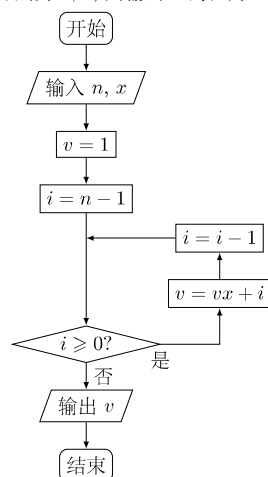 开始
输入 n, x
v = 1
i = n − 1
i = i − 1
v = vx + i
i ⩾ 0?
是
否
输出 v
结束